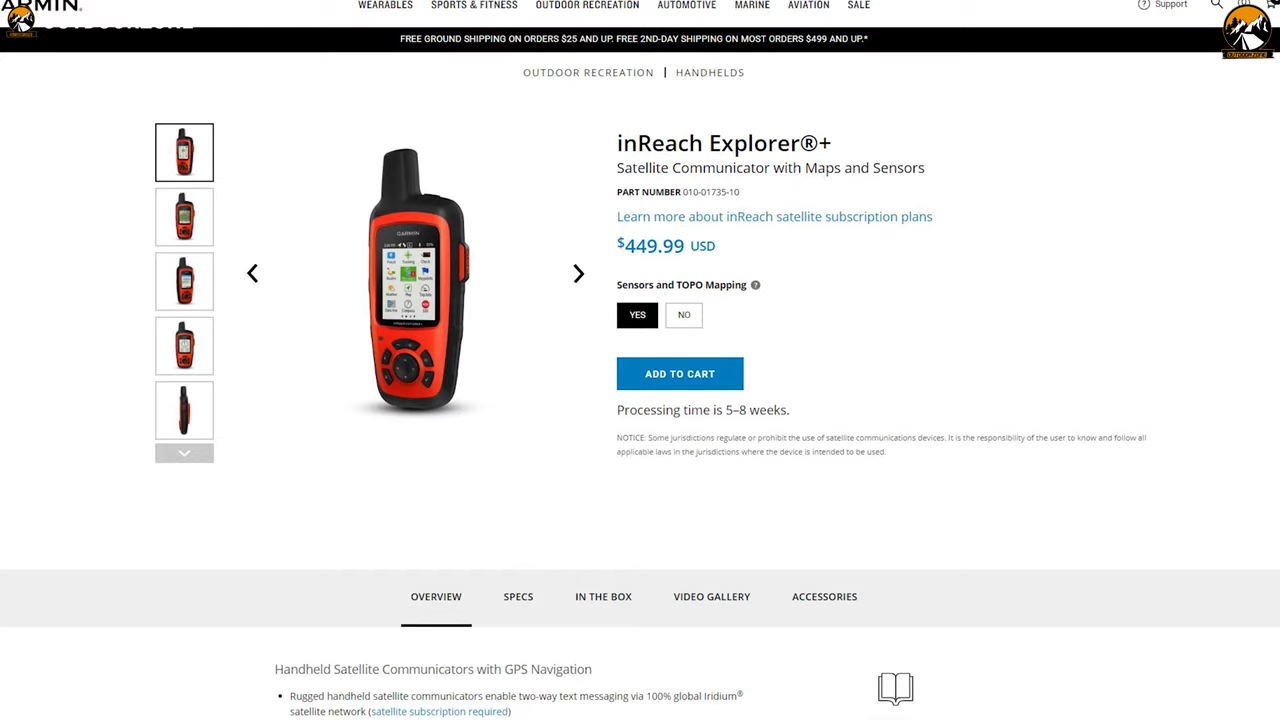 ARMIN.
WEARABLES SPORTS & FITNESS OUTDOOR RECREATION AUTOMOTIVE MARINE AVIATION SALE
Support
OUTDOORZONE
FREE GROUND SHIPPING ON ORDERS $25 AND UP. FREE 2ND-DAY SHIPPING ON MOST ORDERS $499 AND UP.*
OUTDOOR RECREATION | HANDHELDS
inReach Explorer®+
Satellite Communicator with Maps and Sensors
PART NUMBER 010-01735-10
Learn more about inReach satellite subscription plans
$449.99 USD
Sensors and TOPO Mapping ?
YES NO
ADD TO CART
Processing time is 5–8 weeks.
NOTICE: Some jurisdictions regulate or prohibit the use of satellite communications devices. It is the responsibility of the user to know and follow all
applicable laws in the jurisdictions where the device is intended to be used.
GARMIN
OVERVIEW SPECS IN THE BOX VIDEO GALLERY ACCESSORIES
Handheld Satellite Communicators with GPS Navigation
• Rugged handheld satellite communicators enable two-way text messaging via 100% global Iridium®
satellite network (satellite subscription required)